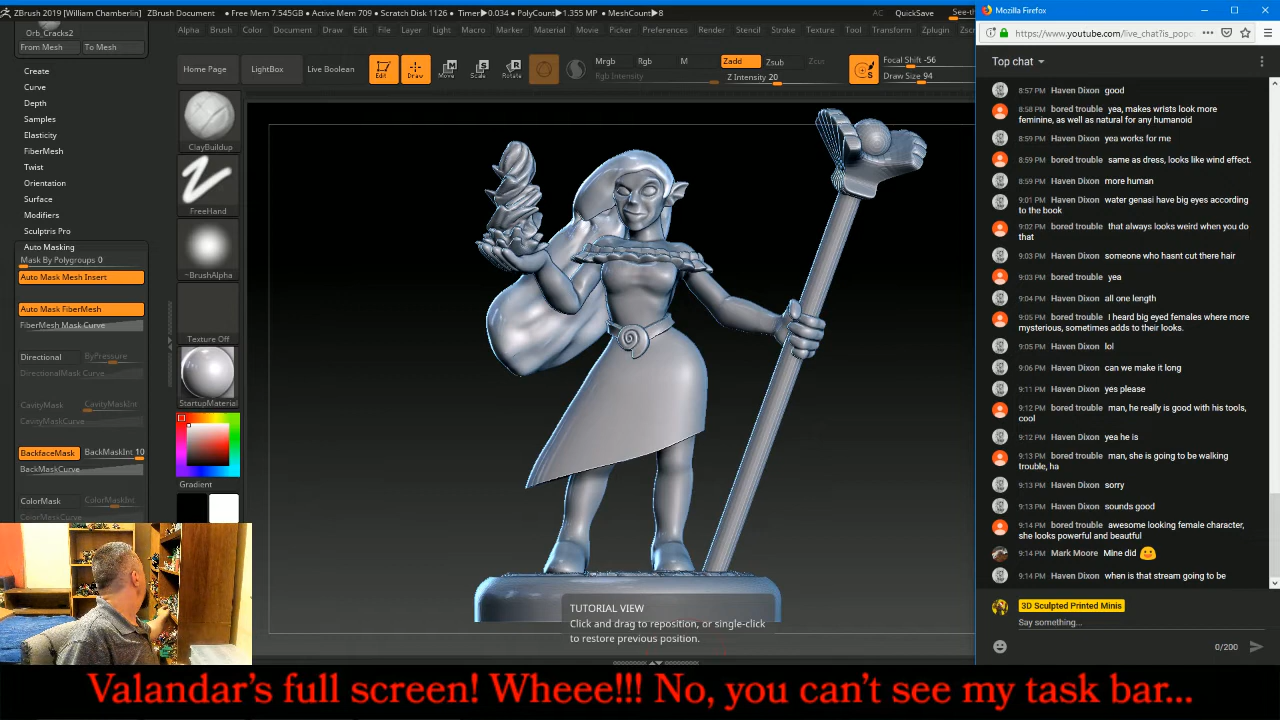 ZBrush 2019 [William Chamberlin] ZBrush Document • Free Mem 7.545GB • Active Mem 709 • Scratch Disk 1126 • Timer▶0.034 • PolyCount▶1.355 MP • MeshCount▶8 AC QuickSave See-th
Alpha Brush Color Document Draw Edit File Layer Light Macro Marker Material Movie Picker Preferences Render Stencil Stroke Texture Tool Transform Zplugin Zscr
Orb_Cracks2
From Mesh To Mesh
Create
Curve
Depth
Samples
Elasticity
FiberMesh
Twist
Orientation
Surface
Modifiers
Sculptris Pro
Auto Masking
Mask By Polygroups 0
Auto Mask Mesh Insert
Auto Mask FiberMesh
FiberMesh Mask Curve
Directional ByPressure
DirectionalMask Curve
CavityMask CavityMaskInt
CavityMaskCurve
BackfaceMask BackMaskInt 10
BackMaskCurve
ColorMask ColorMaskInt
ColorMaskCurve
Home Page LightBox Live Boolean
Edit Draw Move Scale Rotate
Mrgb Rgb M
Rgb Intensity
Zadd Zsub Zcut
Z Intensity 20
S
Focal Shift -56
Draw Size 94
ClayBuildup
FreeHand
~BrushAlpha
Texture Off
StartupMaterial
Gradient
TUTORIAL VIEW
Click and drag to reposition, or single-click
to restore previous position.
Mozilla Firefox
https://www.youtube.com/live_chat?is_popo
Top chat
8:57 PM Haven Dixon good
8:58 PM bored trouble yea, makes wrists look more
feminine, as well as natural for any humanoid
8:59 PM Haven Dixon yea works for me
8:59 PM bored trouble same as dress, looks like wind effect.
8:59 PM Haven Dixon more human
9:01 PM Haven Dixon water genasi have big eyes according
to the book
9:02 PM bored trouble that always looks weird when you do
that
9:03 PM Haven Dixon someone who hasnt cut there hair
9:03 PM bored trouble yea
9:04 PM Haven Dixon all one length
9:05 PM bored trouble I heard big eyed females where more
mysterious, sometimes adds to their looks.
9:05 PM Haven Dixon lol
9:06 PM Haven Dixon can we make it long
9:11 PM Haven Dixon yes please
9:12 PM bored trouble man, he really is good with his tools,
cool
9:12 PM Haven Dixon yea he is
9:13 PM bored trouble man, she is going to be walking
trouble, ha
9:13 PM Haven Dixon sorry
9:13 PM Haven Dixon sounds good
9:14 PM bored trouble awesome looking female character,
she looks powerful and beautful
9:14 PM Mark Moore Mine did
9:14 PM Haven Dixon when is that stream going to be
3D Sculpted Printed Minis
Say something...
0/200
Valandar's full screen! Wheee!!! No, you can't see my task bar...